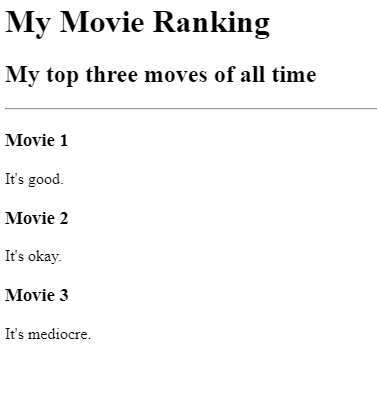 My Movie Ranking
My top three moves of all time
Movie 1
It's good.
Movie 2
It's okay.
Movie 3
It's mediocre.